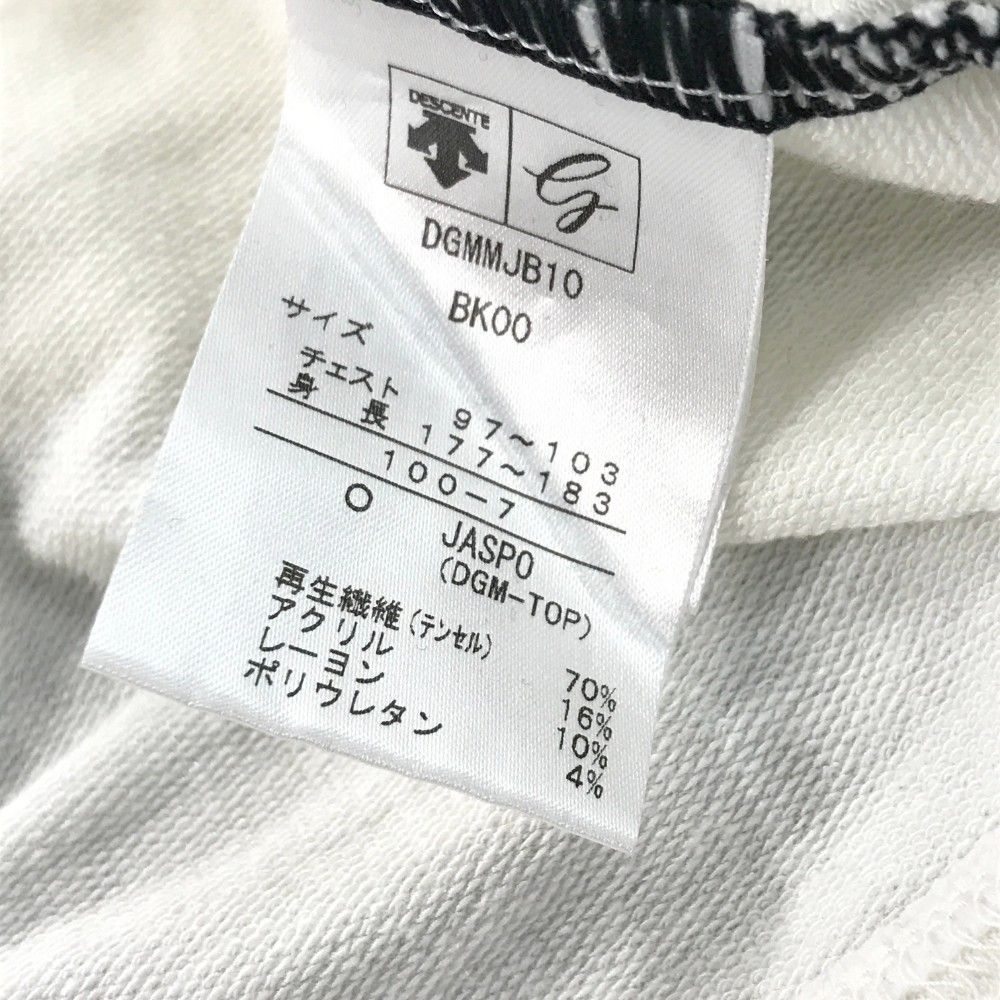 DESCENTE
G
DGMMJB10
BK00
サイズ
チェスト 97~103
身長 177~183
100-7
O JASPO
(DGM-TOP)
再生繊維(テンセル) 70%
アクリル 16%
レーヨン 10%
ポリウレタン 4%